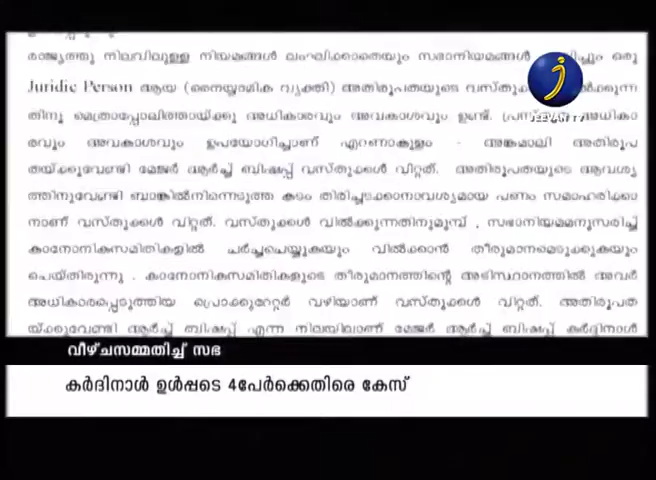 രാജ്യത്തു നിലവിലുള്ള നിയമങ്ങൾ ലംഘിക്കാതെയും സഭാനിയമങ്ങൾ ഒരു
Juridic Person ആയ (നൈയ്യാമിക വ്യക്തി) അതിരൂപതയുടെ
തിനു മെത്രാപ്പോലിത്തായ്ക്കു അധികാരവും അവകാശവും ഉണ്ട്. അധികാ
രവും അവകാശവും ഉപയോഗിച്ചാണ് എറണാകുളം - അങ്കമാലി അതിരൂപ
തയ്ക്കുവേണ്ടി മേജർ ആർച്ച് ബിഷപ്പ് വസ്തുക്കൾ വിറ്റത്. അതിരൂപതയുടെ ആവശ്യ
ത്തിനുവേണ്ടി ബാങ്കിൽനിന്നെടുത്ത കടം തിരിച്ചടക്കാനാവശ്യമായ പണം സമാഹരിക്കാ
നാണ് വസ്തുക്കൾ വിറ്റത്. വസ്തുക്കൾ വിൽക്കുന്നതിനുമുമ്പ് , സഭാനിയമമനുസരിച്ച്
കാനോനികസമിതികളിൽ ചർച്ചചെയ്യുകയും വിൽക്കാൻ തീരുമാനമെടുക്കുകയും
ചെയ്തിരുന്നു . കാനോനികസമിതികളുടെ തീരുമാനത്തിന്റെ അടിസ്ഥാനത്തിൽ അവർ
അധികാരപ്പെടുത്തിയ പ്രൊക്കുറേറ്റർ വഴിയാണ് വസ്തുക്കൾ വിറ്റത്. അതിരൂപത
യ്ക്കുവേണ്ടി ആർച്ച് ബിഷപ്പ് എന്ന നിലയിലാണ് മേജർ ആർച്ച് ബിഷപ്പ് കർദിനാൾ
JEEVAN TV
വീഴ്ചസമ്മതിച്ച് സഭ
കർദിനാൾ ഉൾപ്പടെ 4പേർക്കെതിരെ കേസ്